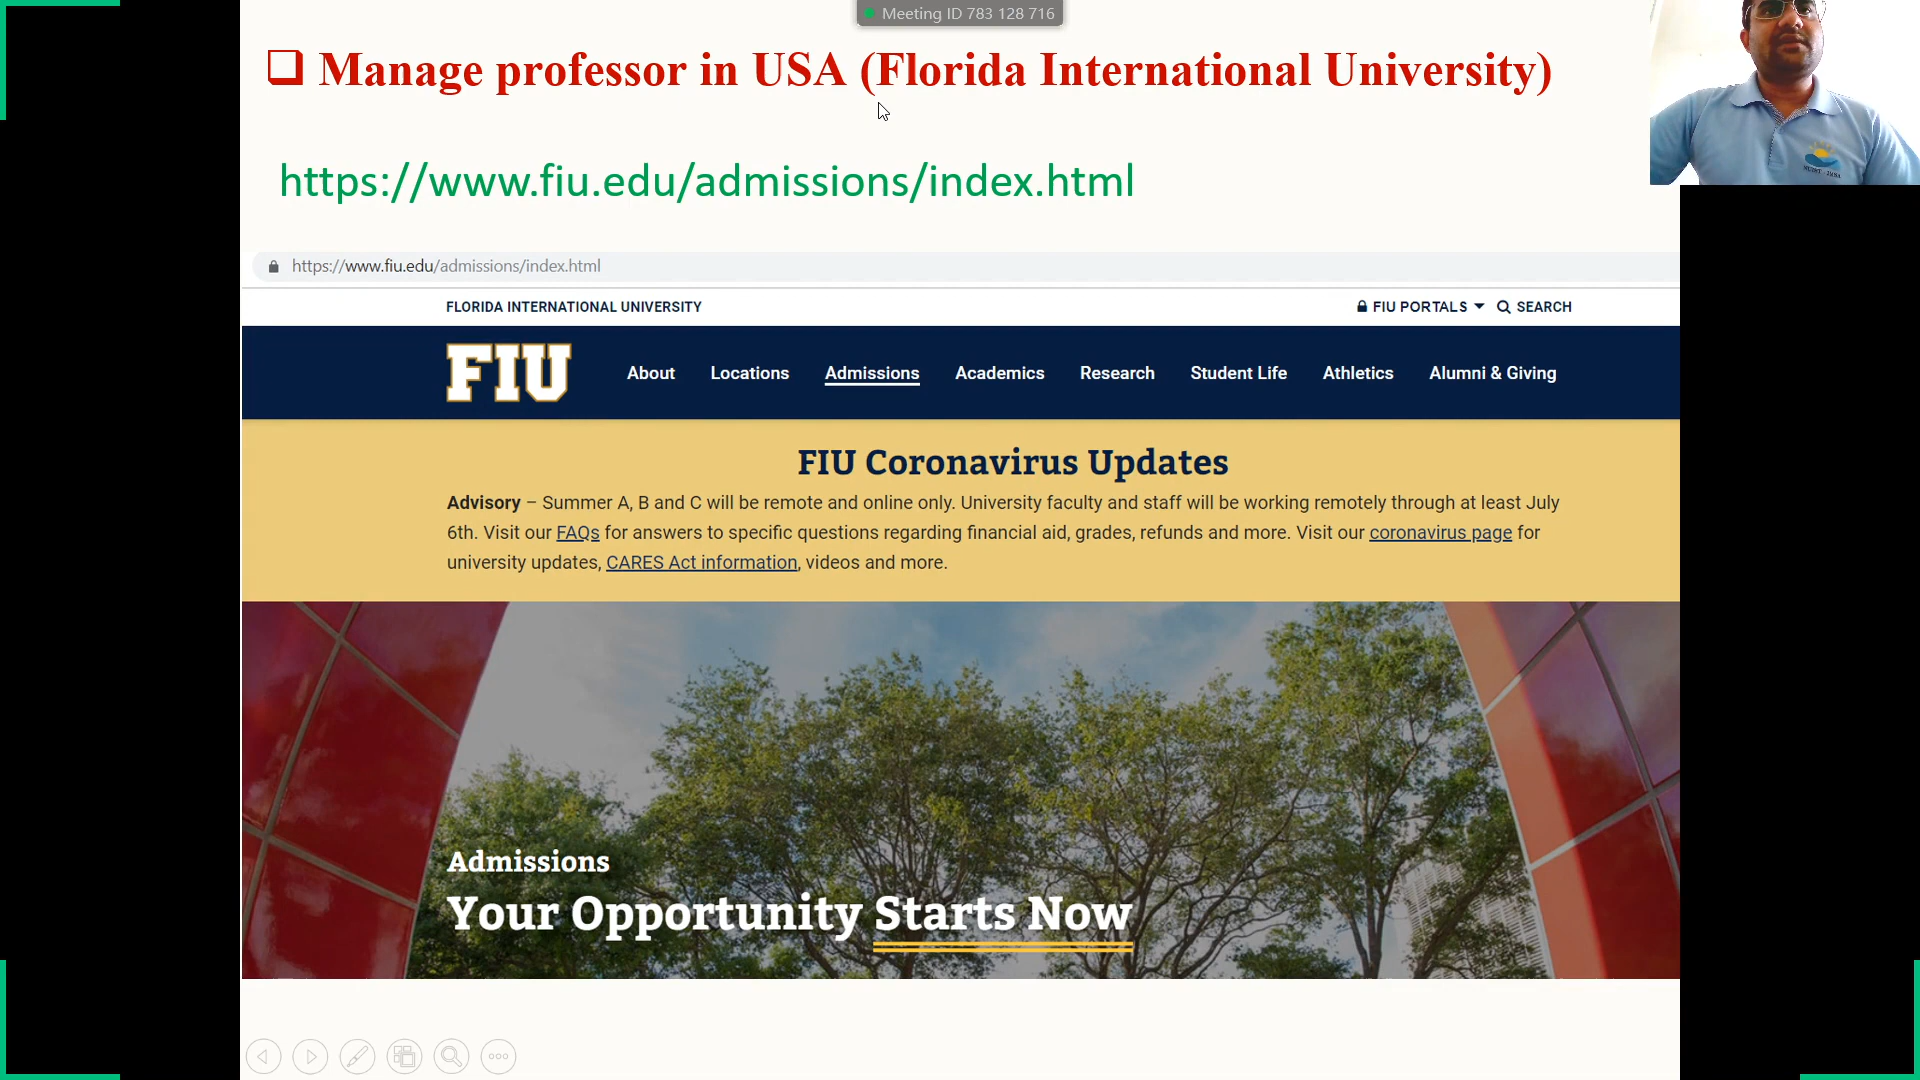 Meeting ID 783 128 716
Manage professor in USA (Florida International University)
https://www.fiu.edu/admissions/index.html
https://www.fiu.edu/admissions/index.html
FLORIDA INTERNATIONAL UNIVERSITY FIU PORTALS SEARCH
FIU About Locations Admissions Academics Research Student Life Athletics Alumni & Giving
FIU Coronavirus Updates
Advisory – Summer A, B and C will be remote and online only. University faculty and staff will be working remotely through at least July
6th. Visit our FAQs for answers to specific questions regarding financial aid, grades, refunds and more. Visit our coronavirus page for
university updates, CARES Act information, videos and more.
Admissions
Your Opportunity Starts Now